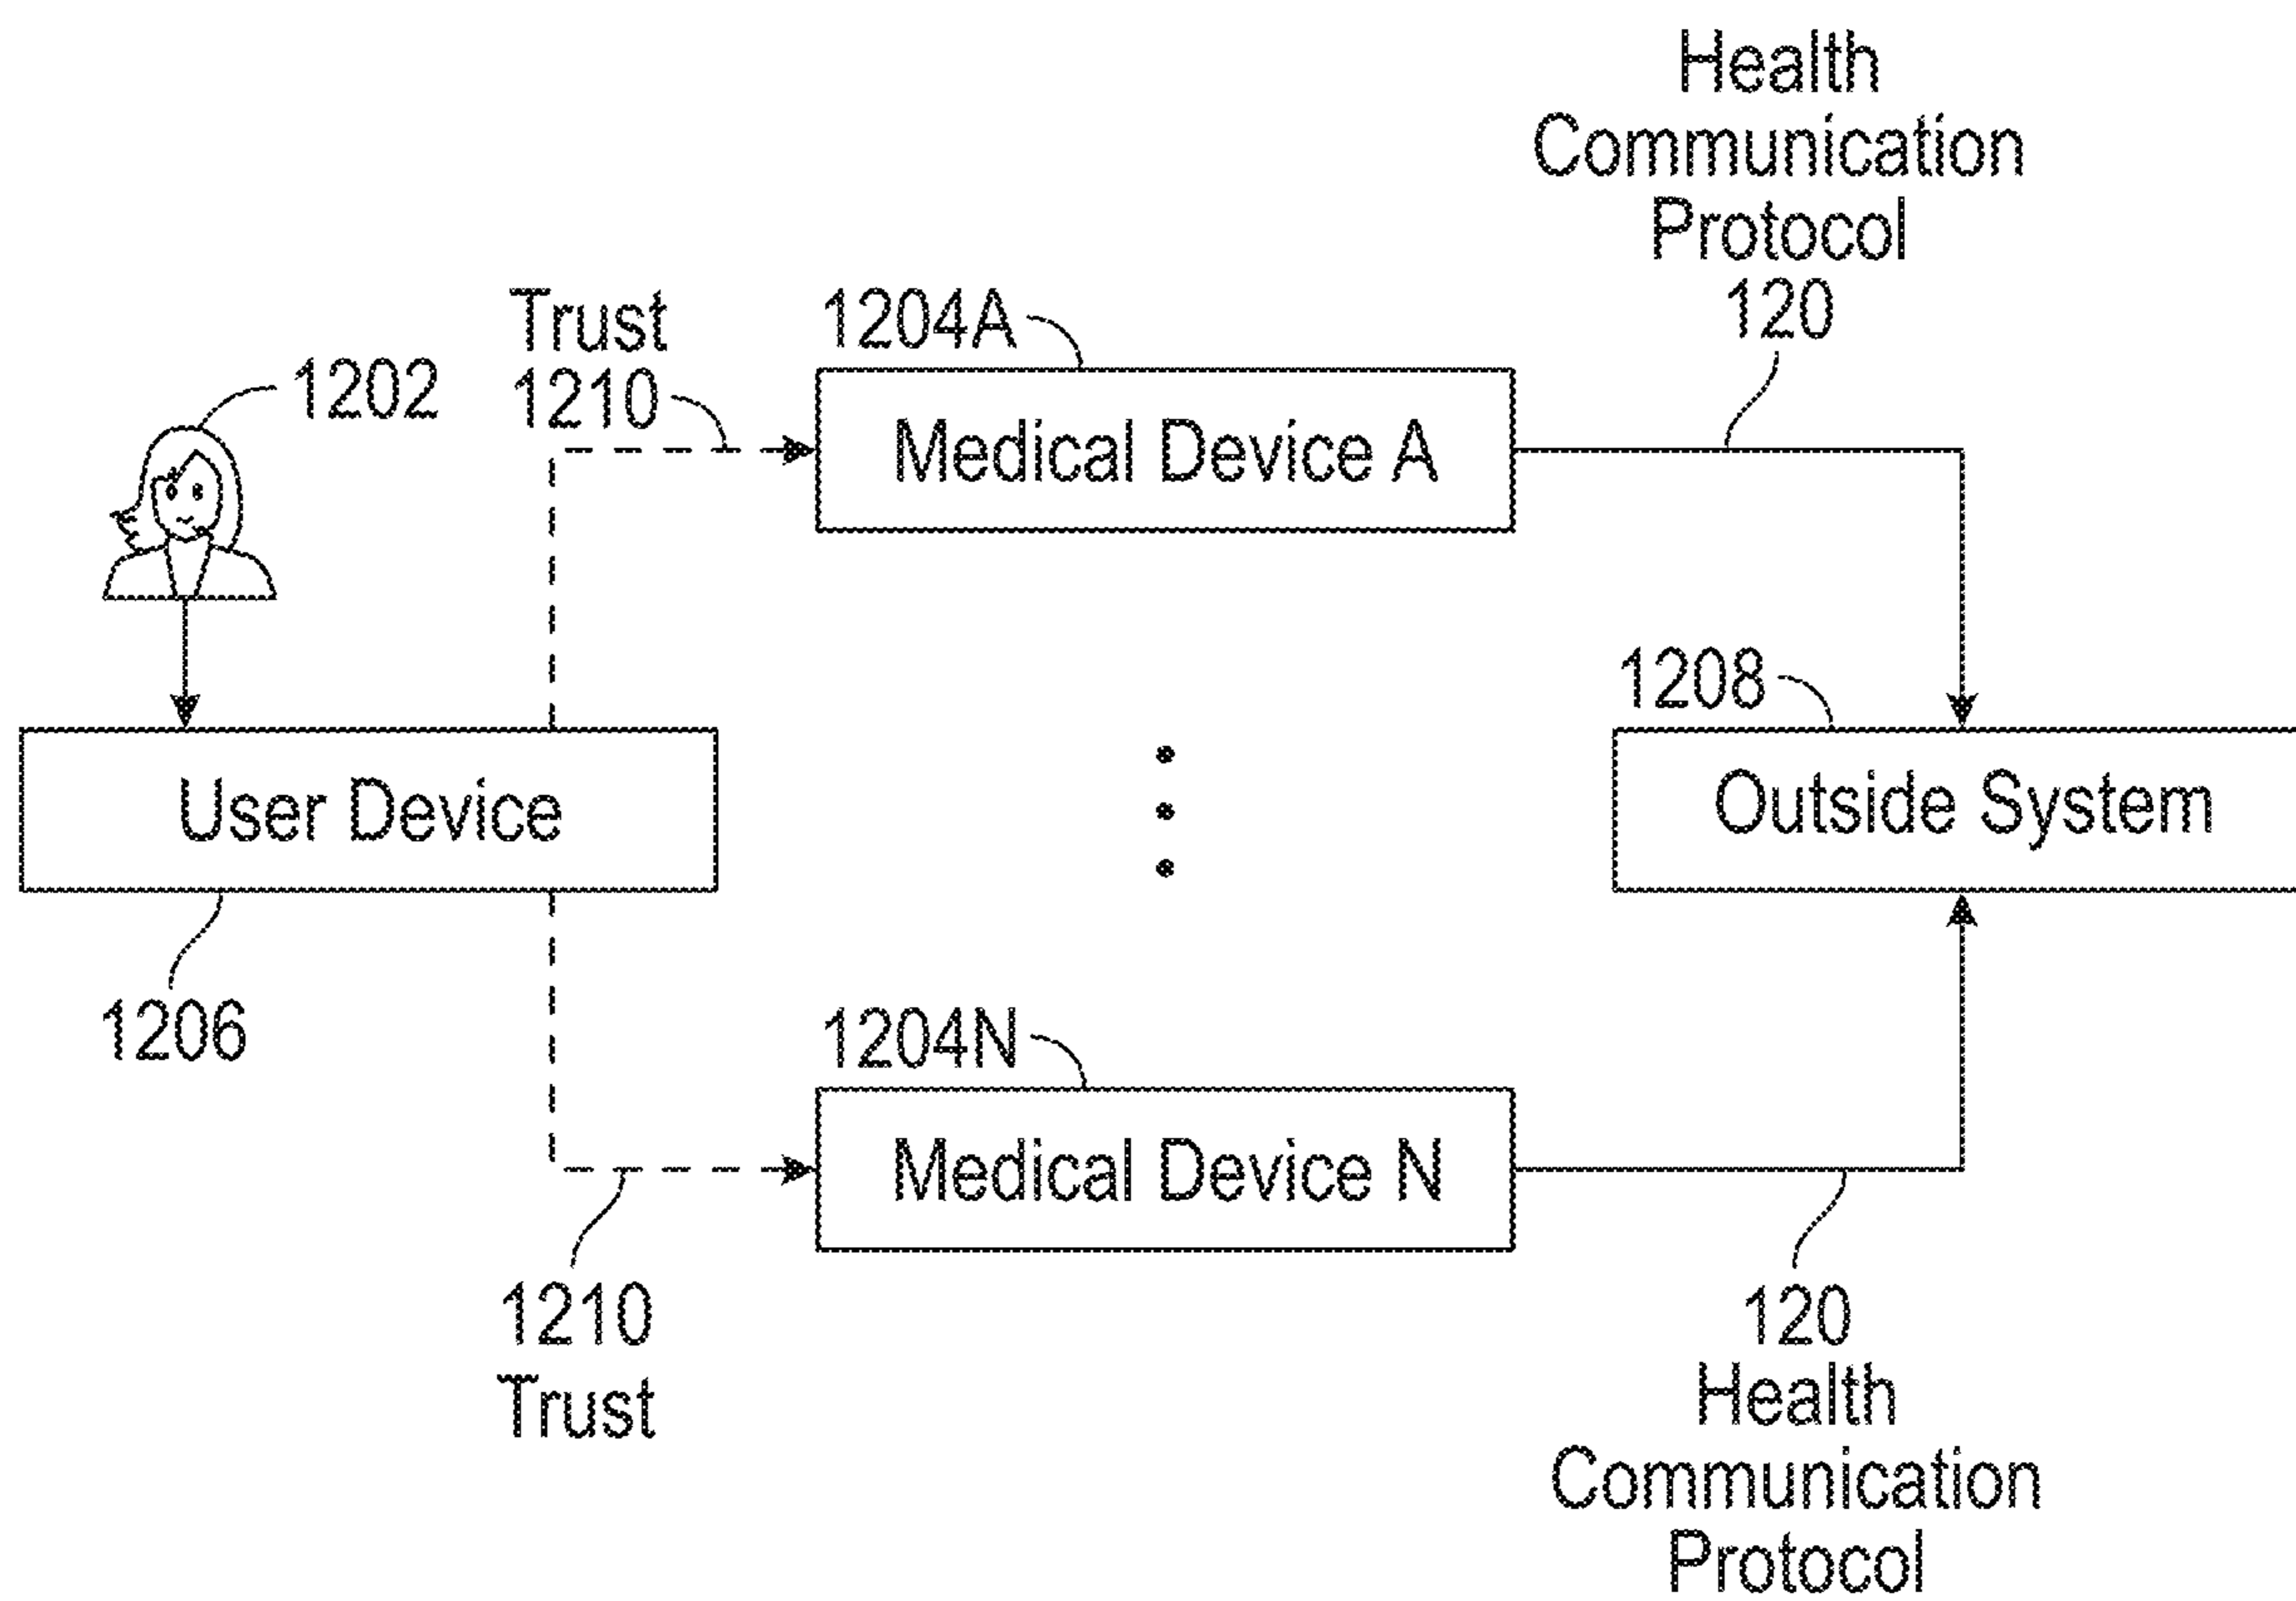 Health
Communication
Protocol
120
Trust
1210
1204A
1202
Medical Device A
1208
User Device
Outside System
1206
1204N
Medical Device N
1210
Trust
120
Health
Communication
Protocol